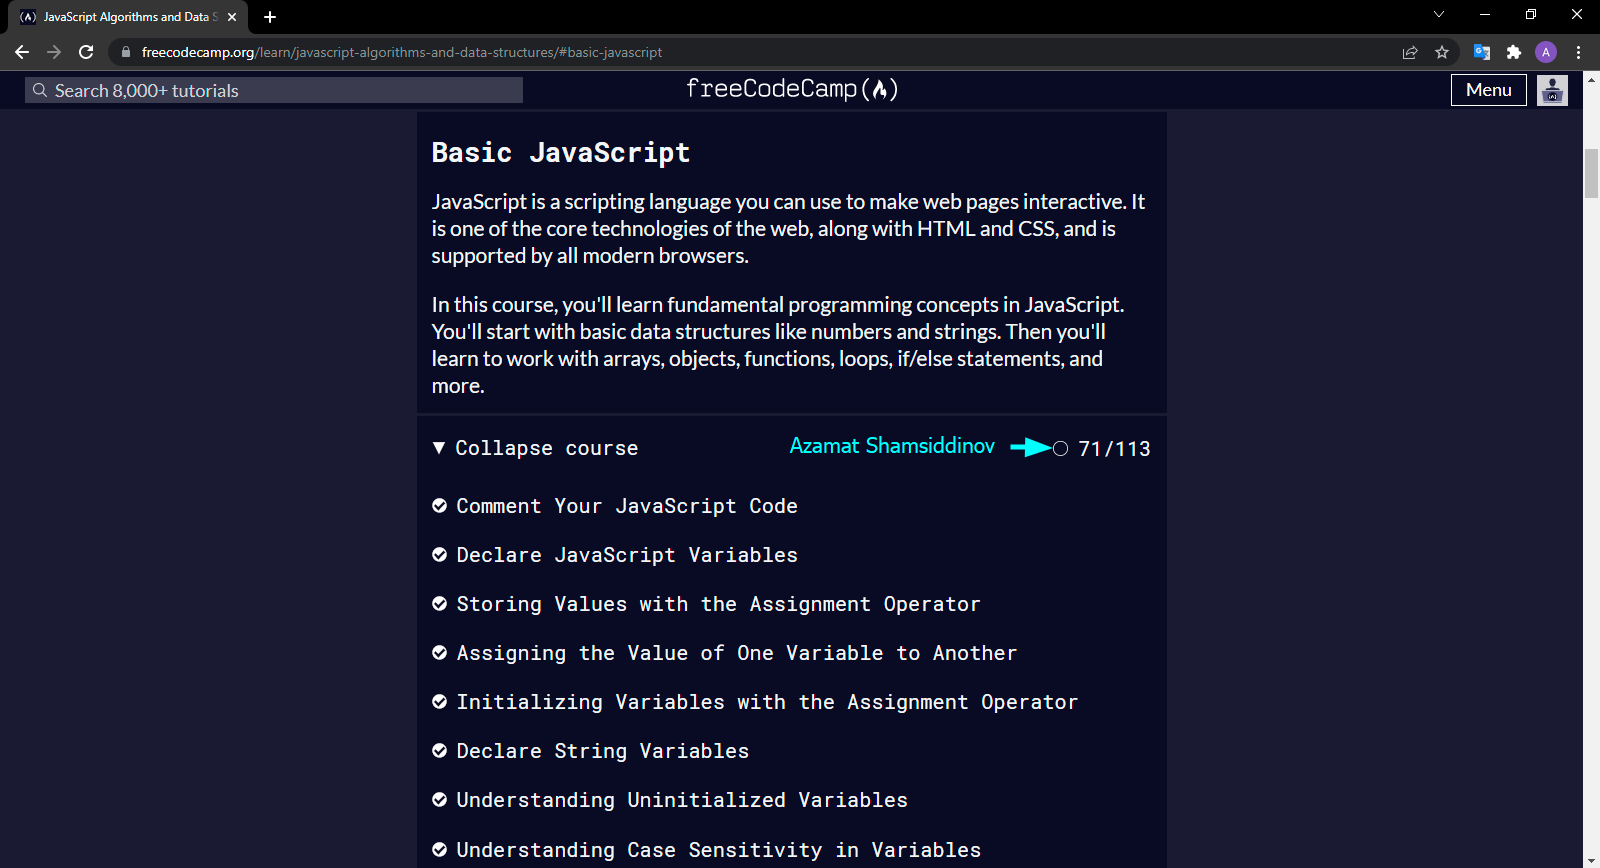 JavaScript Algorithms and Data S
freecodecamp.org/learn/javascript-algorithms-and-data-structures/#basic-javascript
A
Search 8,000+ tutorials
freeCodeCamp(🔥)
Menu
Basic JavaScript
JavaScript is a scripting language you can use to make web pages interactive. It
is one of the core technologies of the web, along with HTML and CSS, and is
supported by all modern browsers.
In this course, you'll learn fundamental programming concepts in JavaScript.
You'll start with basic data structures like numbers and strings. Then you'll
learn to work with arrays, objects, functions, loops, if/else statements, and
more.
Collapse course
Azamat Shamsiddinov
71/113
Comment Your JavaScript Code
Declare JavaScript Variables
Storing Values with the Assignment Operator
Assigning the Value of One Variable to Another
Initializing Variables with the Assignment Operator
Declare String Variables
Understanding Uninitialized Variables
Understanding Case Sensitivity in Variables